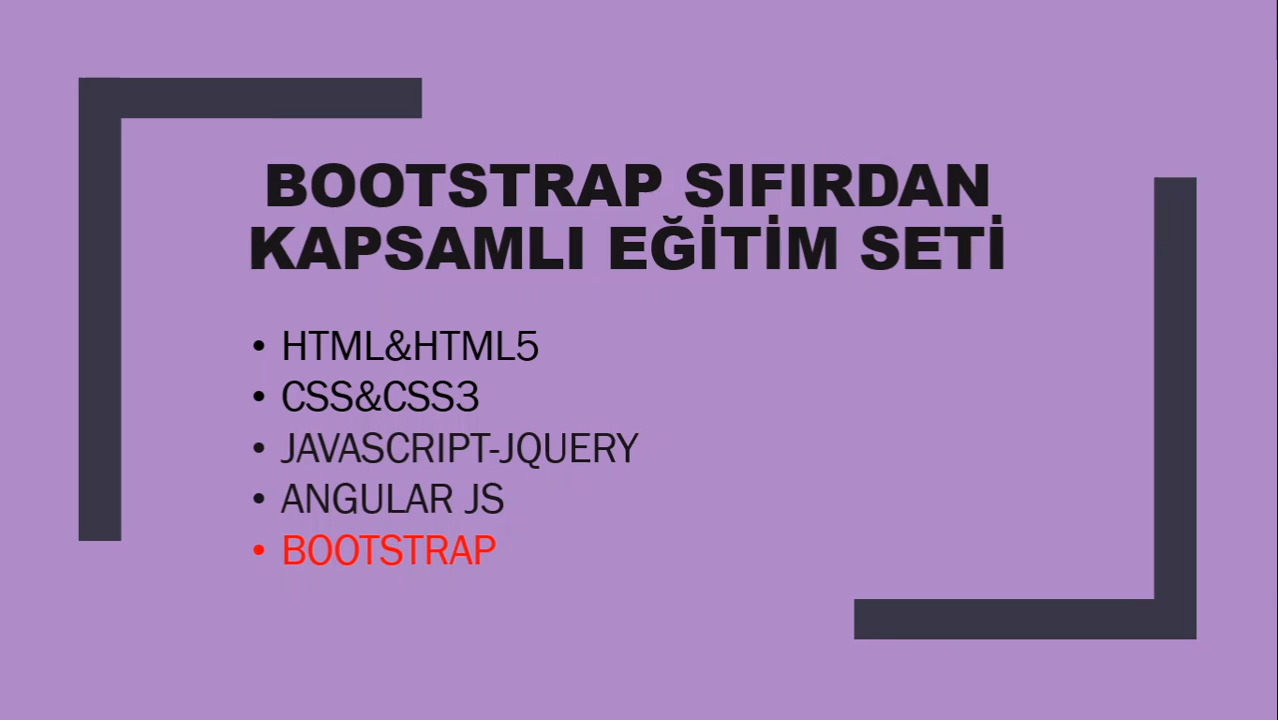 BOOTSTRAP SIFIRDAN
KAPSAMLI EĞİTİM SETİ
• HTML&HTML5
• CSS&CSS3
• JAVASCRIPT-JQUERY
• ANGULAR JS
• BOOTSTRAP